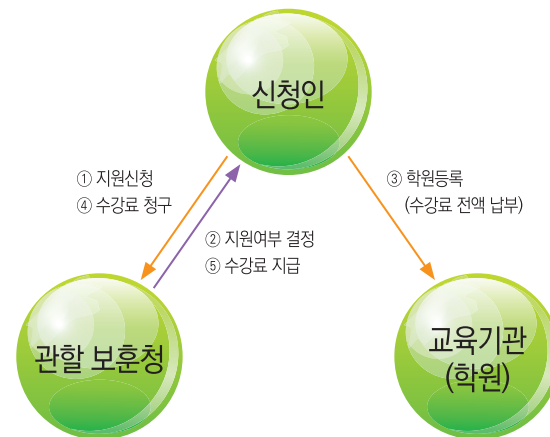 신청인
① 지원신청
④ 수강료 청구
③ 학원등록
(수강료 전액 납부)
② 지원여부 결정
⑤ 수강료 지급
관할 보훈청
교육기관
(학원)